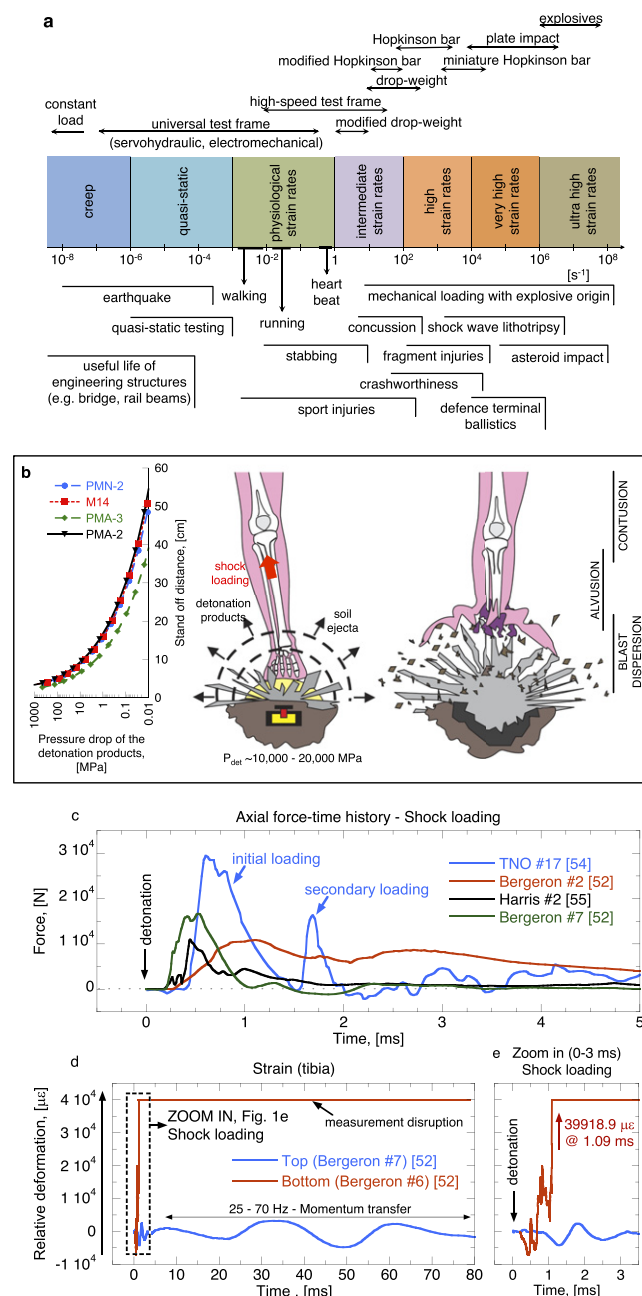 a
explosives
Hopkinson bar
plate impact
modified Hopkinson bar
miniature Hopkinson bar
drop-weight
high-speed test frame
constant
load
universal test frame
modified drop-weight
(servohydraulic, electromechanical)
creep
quasi-static
physiological
strain rates
intermediate
strain rates
high
strain rates
very high
strain rates
ultra high
strain rates
10⁻⁸ 10⁻⁶ 10⁻⁴ 10⁻² 1 10² 10⁴ 10⁶ 10⁸
[s⁻¹]
earthquake
walking
heart
beat
mechanical loading with explosive origin
quasi-static testing
running
concussion
shock wave lithotripsy
useful life of
engineering structures
(e.g. bridge, rail beams)
stabbing
fragment injuries
asteroid impact
crashworthiness
sport injuries
defence terminal
ballistics
b
PMN-2
M14
PMA-3
PMA-2
60
50
40
30
20
10
0
Stand off distance, [cm]
1000 100 10 1 0.1 0.01
Pressure drop of the
detonation products,
[MPa]
shock
loading
detonation
products
soil
ejecta
P_det ~10,000 - 20,000 MPa
CONTUSION
ALVUSION
BLAST
DISPERSION
c
Axial force-time history - Shock loading
3 10⁴
2 10⁴
1 10⁴
0
Force, [N]
detonation
initial loading
secondary loading
TNO #17 [54]
Bergeron #2 [52]
Harris #2 [55]
Bergeron #7 [52]
0 1 2 3 4 5
Time, [ms]
d
Strain (tibia)
4 10⁴
3 10⁴
2 10⁴
1 10⁴
0
-1 10⁴
Relative deformation, [µε]
ZOOM IN, Fig. 1e
Shock loading
measurement disruption
Top (Bergeron #7) [52]
Bottom (Bergeron #6) [52]
25 - 70 Hz - Momentum transfer
0 10 20 30 40 50 60 70 80
Time , [ms]
e
Zoom in (0-3 ms)
Shock loading
detonation
39918.9 µε
@ 1.09 ms
0 1 2 3
Time, [ms]